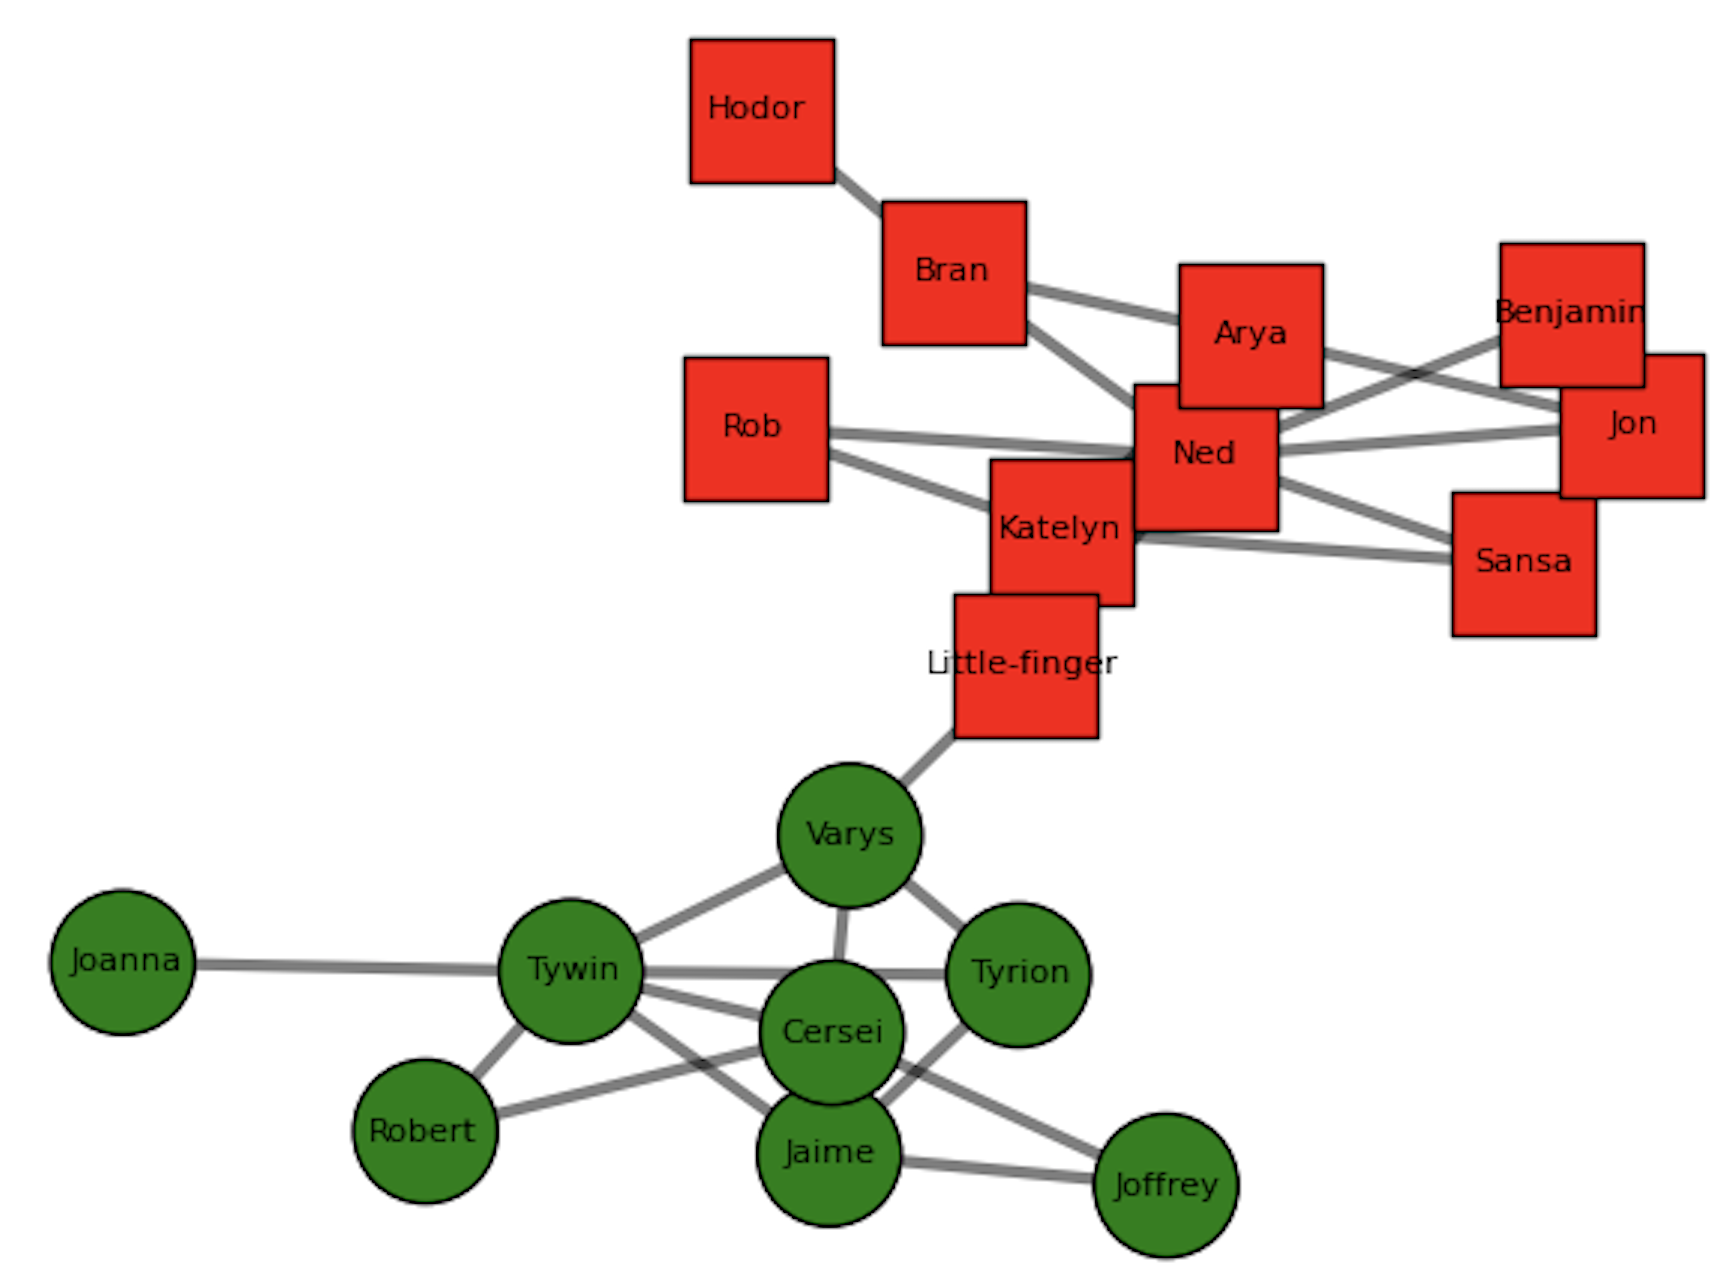 Hodor
Bran
Arya
Benjamin
Rob
Ned
Jon
Katelyn
Sansa
Little-finger
Varys
Joanna
Tywin
Tyrion
Cersei
Robert
Jaime
Joffrey